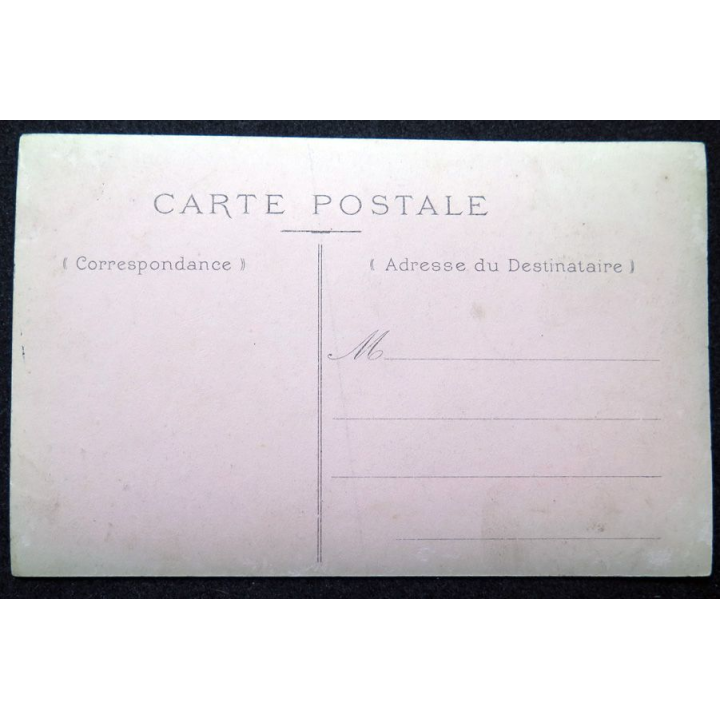 CARTE POSTALE
( Correspondance )
( Adresse du Destinataire )
M